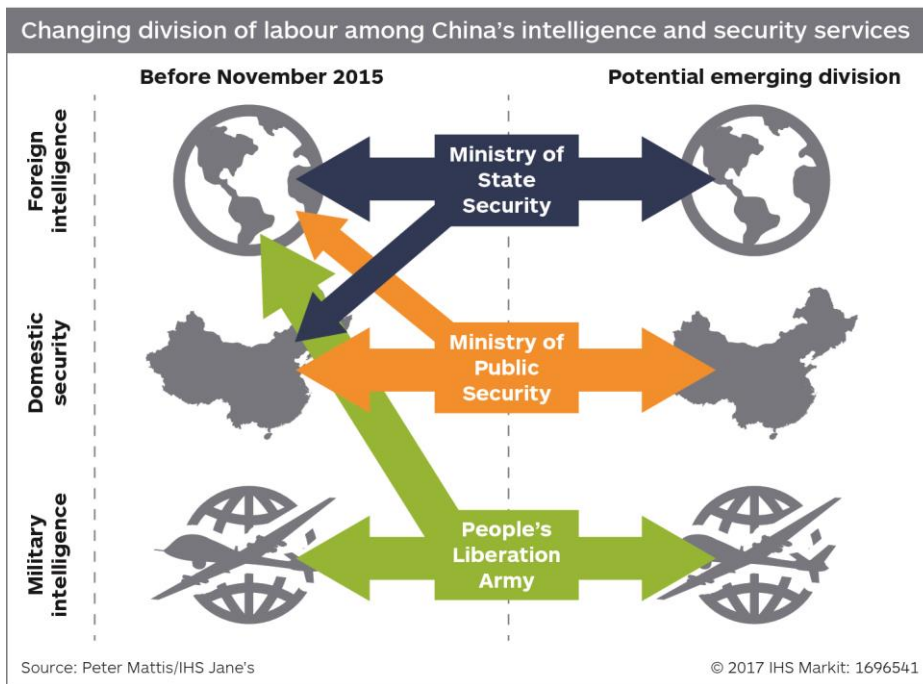 Changing division of labour among China's intelligence and security services
Before November 2015
Potential emerging division
Foreign
intelligence
Ministry of
State
Security
Domestic
security
Ministry of
Public
Security
Military
intelligence
People's
Liberation
Army
Source: Peter Mattis/IHS Jane's
© 2017 IHS Markit: 1696541